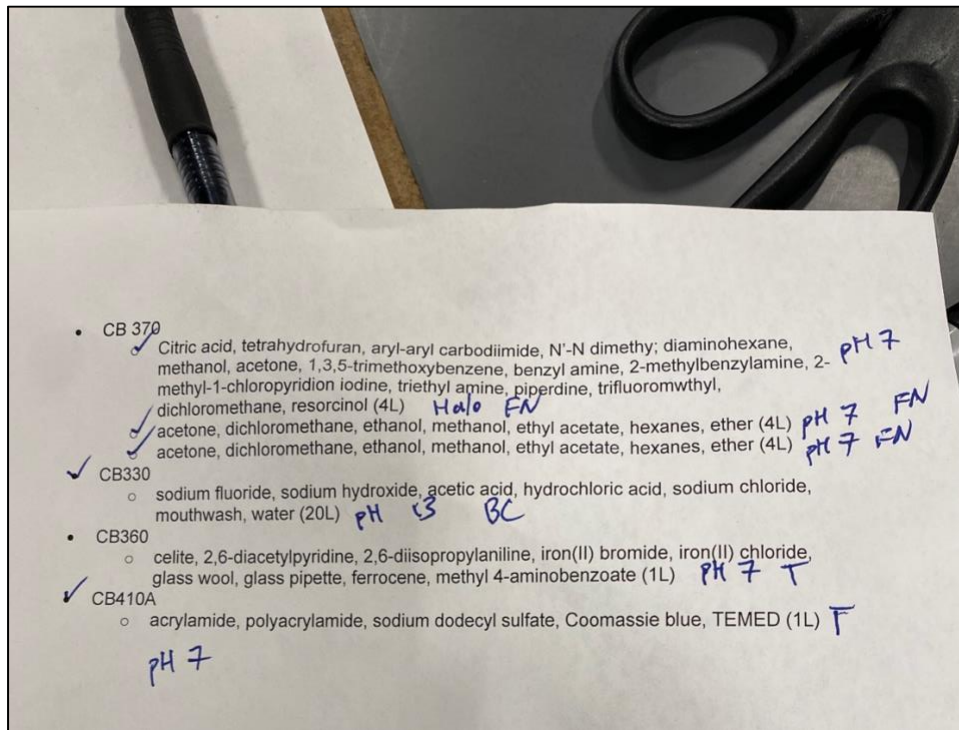 • CB 370
✓ Citric acid, tetrahydrofuran, aryl-aryl carbodiimide, N'-N dimethy; diaminohexane,
methanol, acetone, 1,3,5-trimethoxybenzene, benzyl amine, 2-methylbenzylamine, 2- pH 7
methyl-1-chloropyridion iodine, triethyl amine, piperdine, trifluoromwthyl,
dichloromethane, resorcinol (4L) Halo FN
✓ acetone, dichloromethane, ethanol, methanol, ethyl acetate, hexanes, ether (4L) pH 7 FN
✓ acetone, dichloromethane, ethanol, methanol, ethyl acetate, hexanes, ether (4L) pH 7 FN
✓ CB330
o sodium fluoride, sodium hydroxide, acetic acid, hydrochloric acid, sodium chloride,
mouthwash, water (20L) pH BC
• CB360
o celite, 2,6-diacetylpyridine, 2,6-diisopropylaniline, iron(II) bromide, iron(II) chloride,
glass wool, glass pipette, ferrocene, methyl 4-aminobenzoate (1L) pH 7 T
✓ CB410A
o acrylamide, polyacrylamide, sodium dodecyl sulfate, Coomassie blue, TEMED (1L) T
pH 7